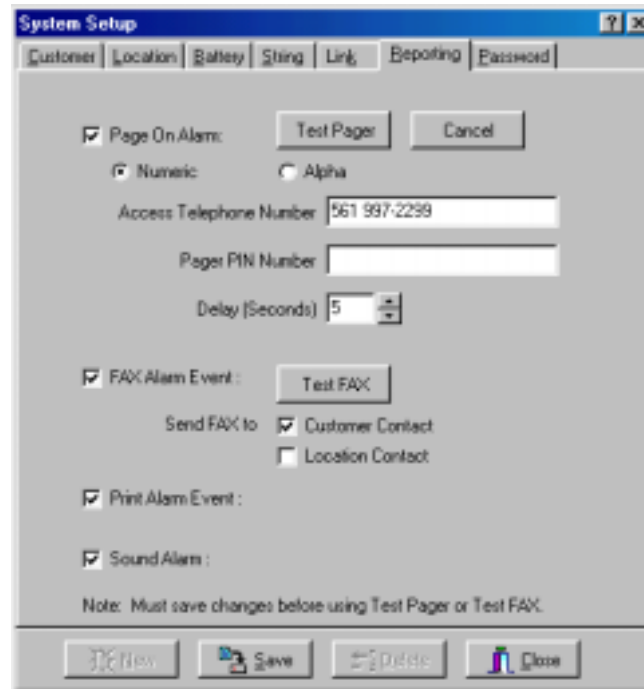 System Setup
Customer Location Battery String Link Reporting Password
Page On Alarm: Test Pager Cancel
Numeric Alpha
Access Telephone Number 561 997-2299
Pager PIN Number
Delay (Seconds) 5
FAX Alarm Event : Test FAX
Send FAX to Customer Contact
Location Contact
Print Alarm Event :
Sound Alarm :
Note: Must save changes before using Test Pager or Test FAX.
New Save Delete Close